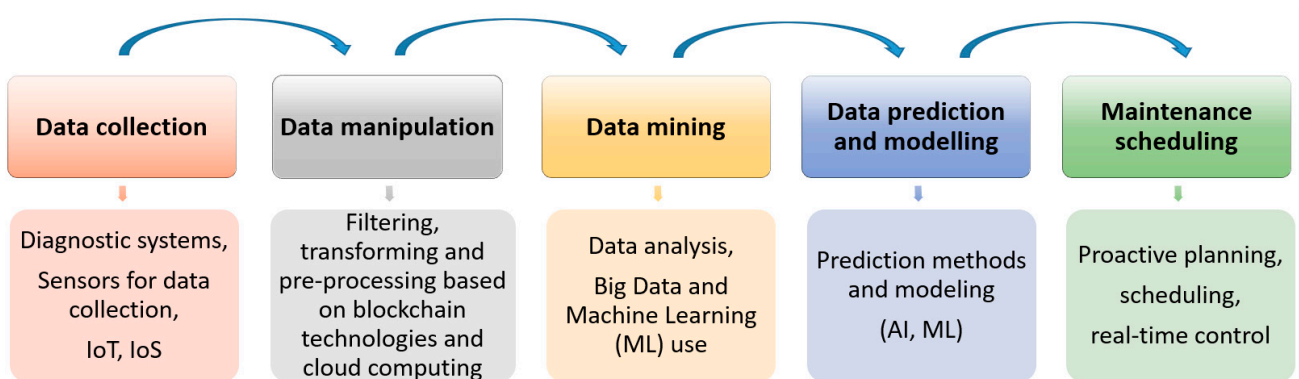 Data collection
Data manipulation
Data mining
Data prediction
and modelling
Maintenance
scheduling
Diagnostic systems,
Sensors for data
collection,
IoT, IoS
Filtering,
transforming and
pre-processing based
on blockchain
technologies and
cloud computing
Data analysis,
Big Data and
Machine Learning
(ML) use
Prediction methods
and modeling
(AI, ML)
Proactive planning,
scheduling,
real-time control